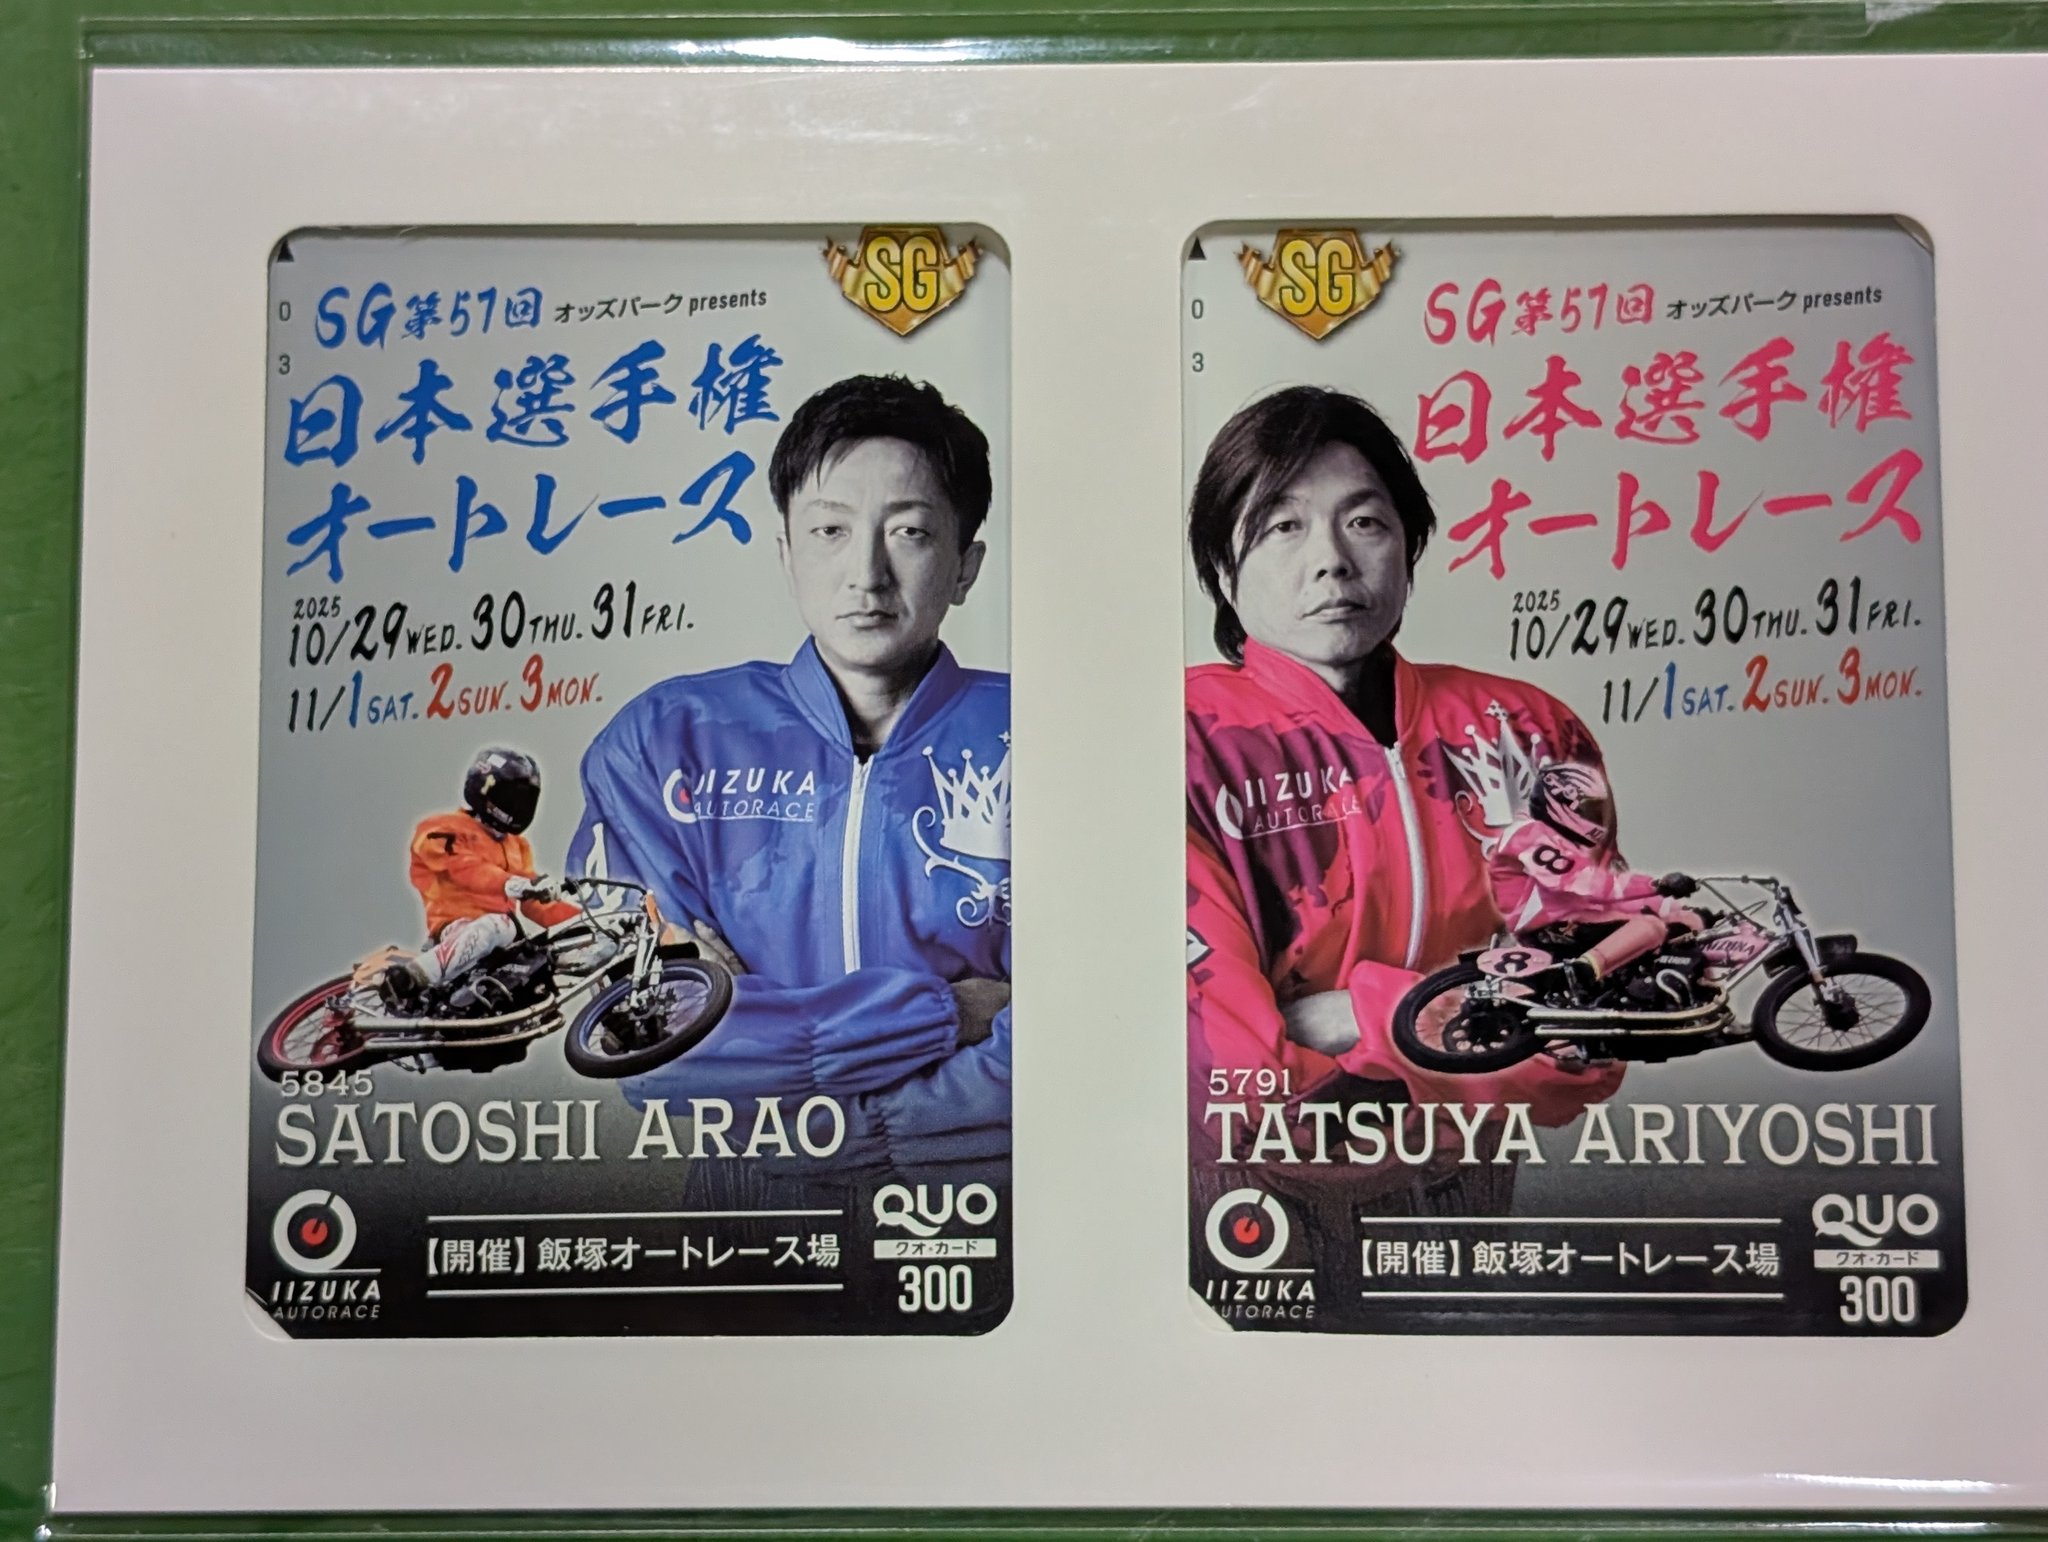 0
3
SG
SG第57回 オッズパーク presents
日本選手権
オートレース
2025
10/29WED.30THU.31FRI.
11/1SAT.2SUN.3MON.
IIZUKA
AUTORACE
7
5845
SATOSHI ARAO
IIZUKA
AUTORACE
【開催】飯塚オートレース場
QUO
クオ・カード
300
0
3
SG
SG第57回 オッズパーク presents
日本選手権
オートレース
2025
10/29WED.30THU.31FRI.
11/1SAT.2SUN.3MON.
IIZUKA
AUTORACE
8
8
5791
TATSUYA ARIYOSHI
IIZUKA
AUTORACE
【開催】飯塚オートレース場
QUO
クオ・カード
300